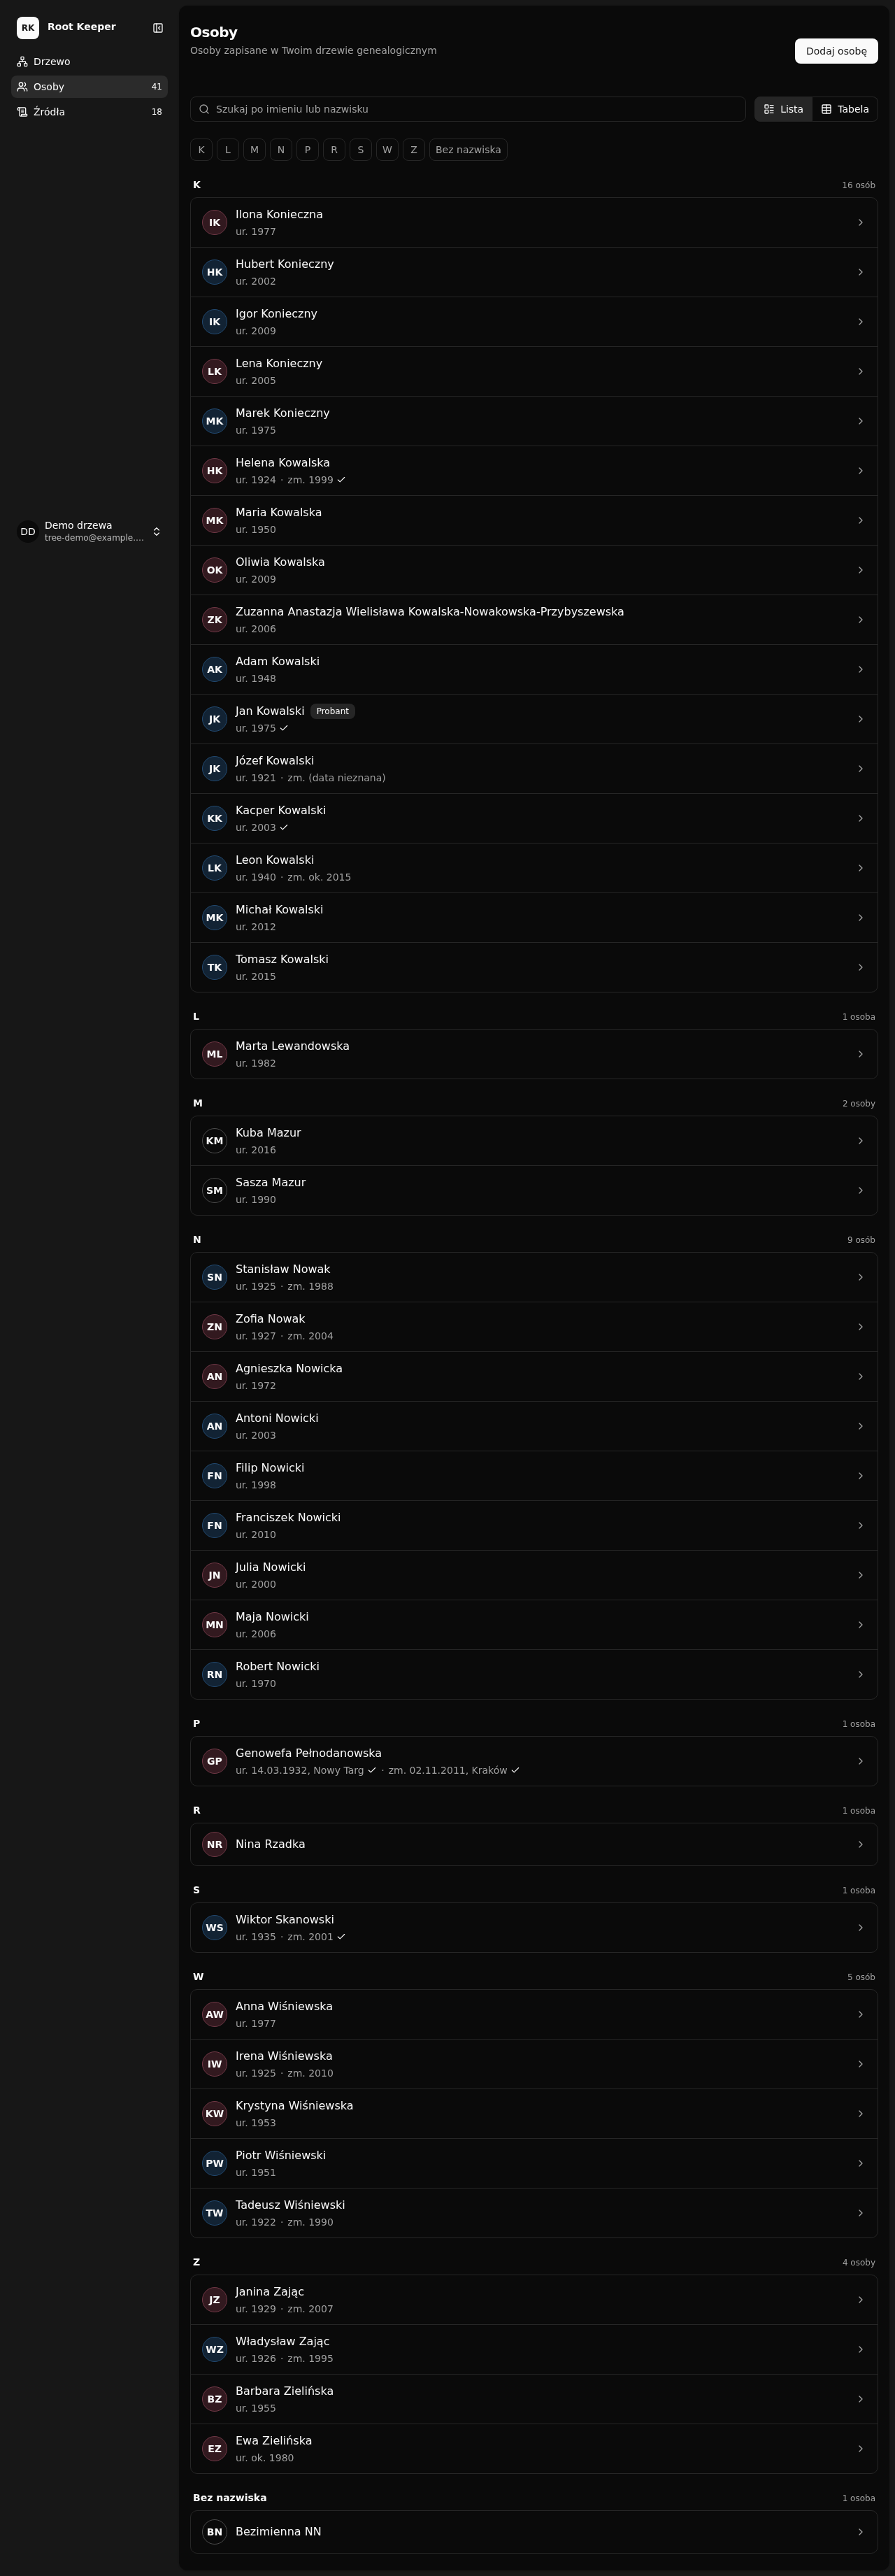 RK Root Keeper
Drzewo
Osoby 41
Źródła 18
DD Demo drzewa
tree-demo@example....
Osoby
Osoby zapisane w Twoim drzewie genealogicznym
Dodaj osobę
Szukaj po imieniu lub nazwisku
Lista Tabela
K L M N P R S W Z Bez nazwiska
K 16 osób
IK Ilona Konieczna
ur. 1977
HK Hubert Konieczny
ur. 2002
IK Igor Konieczny
ur. 2009
LK Lena Konieczny
ur. 2005
MK Marek Konieczny
ur. 1975
HK Helena Kowalska
ur. 1924 · zm. 1999 ✓
MK Maria Kowalska
ur. 1950
OK Oliwia Kowalska
ur. 2009
ZK Zuzanna Anastazja Wielisława Kowalska-Nowakowska-Przybyszewska
ur. 2006
AK Adam Kowalski
ur. 1948
JK Jan Kowalski Probant
ur. 1975 ✓
JK Józef Kowalski
ur. 1921 · zm. (data nieznana)
KK Kacper Kowalski
ur. 2003 ✓
LK Leon Kowalski
ur. 1940 · zm. ok. 2015
MK Michał Kowalski
ur. 2012
TK Tomasz Kowalski
ur. 2015
L 1 osoba
ML Marta Lewandowska
ur. 1982
M 2 osoby
KM Kuba Mazur
ur. 2016
SM Sasza Mazur
ur. 1990
N 9 osób
SN Stanisław Nowak
ur. 1925 · zm. 1988
ZN Zofia Nowak
ur. 1927 · zm. 2004
AN Agnieszka Nowicka
ur. 1972
AN Antoni Nowicki
ur. 2003
FN Filip Nowicki
ur. 1998
FN Franciszek Nowicki
ur. 2010
JN Julia Nowicki
ur. 2000
MN Maja Nowicki
ur. 2006
RN Robert Nowicki
ur. 1970
P 1 osoba
GP Genowefa Pełnodanowska
ur. 14.03.1932, Nowy Targ ✓ · zm. 02.11.2011, Kraków ✓
R 1 osoba
NR Nina Rzadka
S 1 osoba
WS Wiktor Skanowski
ur. 1935 · zm. 2001 ✓
W 5 osób
AW Anna Wiśniewska
ur. 1977
IW Irena Wiśniewska
ur. 1925 · zm. 2010
KW Krystyna Wiśniewska
ur. 1953
PW Piotr Wiśniewski
ur. 1951
TW Tadeusz Wiśniewski
ur. 1922 · zm. 1990
Z 4 osoby
JZ Janina Zając
ur. 1929 · zm. 2007
WZ Władysław Zając
ur. 1926 · zm. 1995
BZ Barbara Zielińska
ur. 1955
EZ Ewa Zielińska
ur. ok. 1980
Bez nazwiska 1 osoba
BN Bezimienna NN